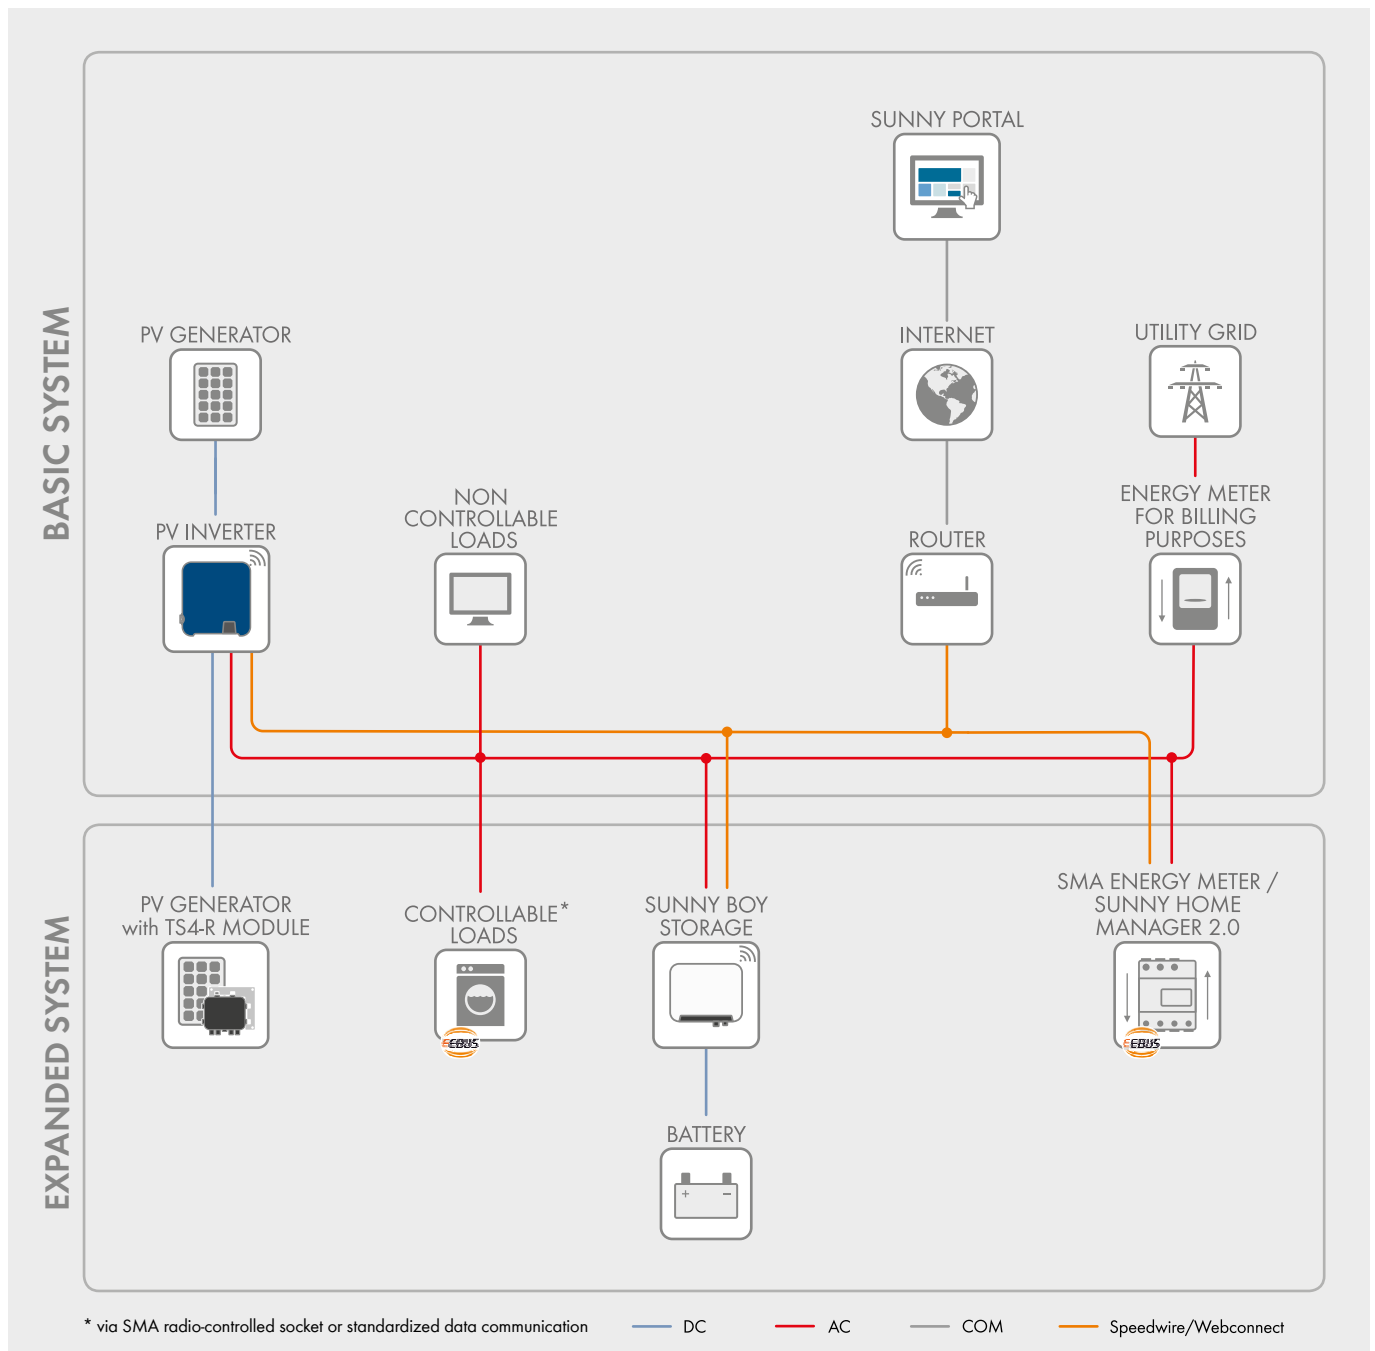 BASIC SYSTEM
SUNNY PORTAL
PV GENERATOR
INTERNET
UTILITY GRID
PV INVERTER
NON
CONTROLLABLE
LOADS
ROUTER
ENERGY METER
FOR BILLING
PURPOSES
EXPANDED SYSTEM
PV GENERATOR
with TS4-R MODULE
CONTROLLABLE*
LOADS
EEBUS
SUNNY BOY
STORAGE
SMA ENERGY METER /
SUNNY HOME
MANAGER 2.0
EEBUS
BATTERY
+ −
* via SMA radio-controlled socket or standardized data communication
DC
AC
COM
Speedwire/Webconnect